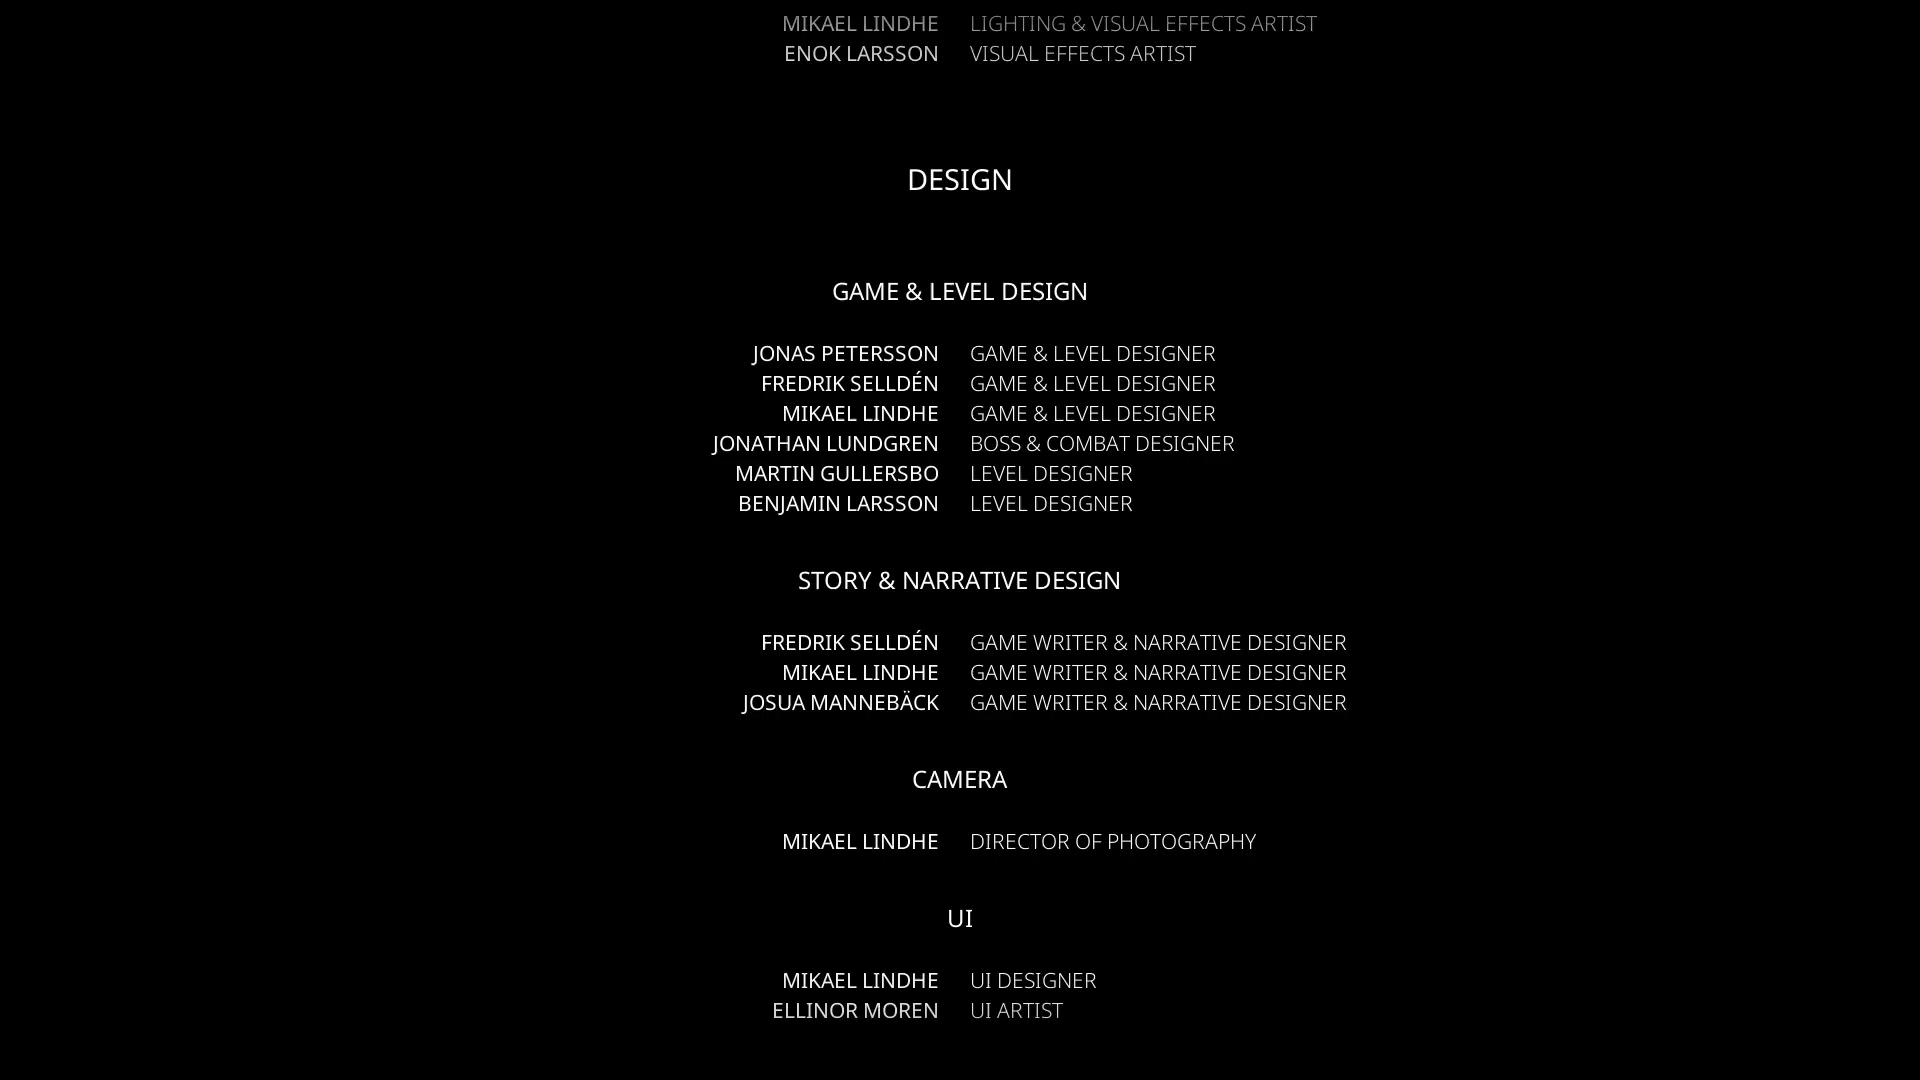 MIKAEL LINDHE LIGHTING & VISUAL EFFECTS ARTIST
ENOK LARSSON VISUAL EFFECTS ARTIST
DESIGN
GAME & LEVEL DESIGN
JONAS PETERSSON GAME & LEVEL DESIGNER
FREDRIK SELLDÉN GAME & LEVEL DESIGNER
MIKAEL LINDHE GAME & LEVEL DESIGNER
JONATHAN LUNDGREN BOSS & COMBAT DESIGNER
MARTIN GULLERSBO LEVEL DESIGNER
BENJAMIN LARSSON LEVEL DESIGNER
STORY & NARRATIVE DESIGN
FREDRIK SELLDÉN GAME WRITER & NARRATIVE DESIGNER
MIKAEL LINDHE GAME WRITER & NARRATIVE DESIGNER
JOSUA MANNEBÄCK GAME WRITER & NARRATIVE DESIGNER
CAMERA
MIKAEL LINDHE DIRECTOR OF PHOTOGRAPHY
UI
MIKAEL LINDHE UI DESIGNER
ELLINOR MOREN UI ARTIST